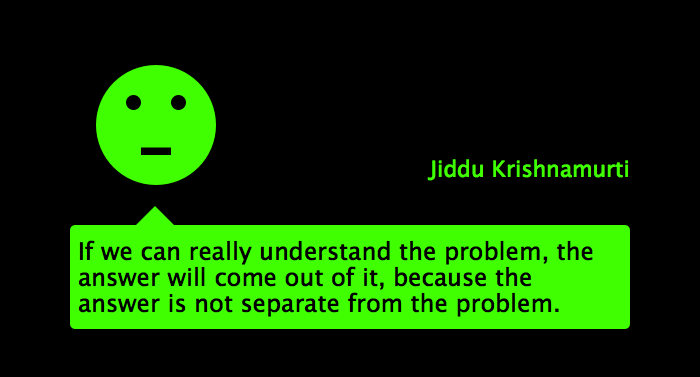 Jiddu Krishnamurti
If we can really understand the problem, the
answer will come out of it, because the
answer is not separate from the problem.